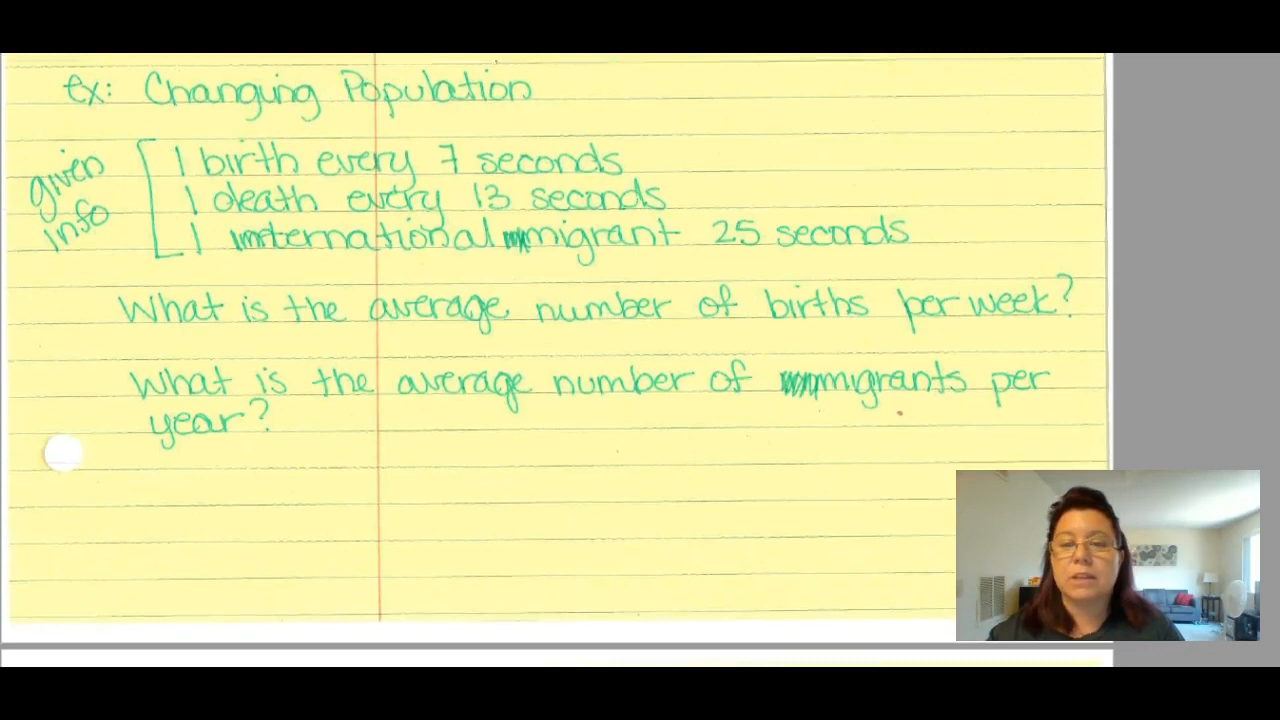 ex: Changing Population
given info
1 birth every 7 seconds
1 death every 13 seconds
1 international migrant 25 seconds
What is the average number of births per week?
What is the average number of migrants per
year?